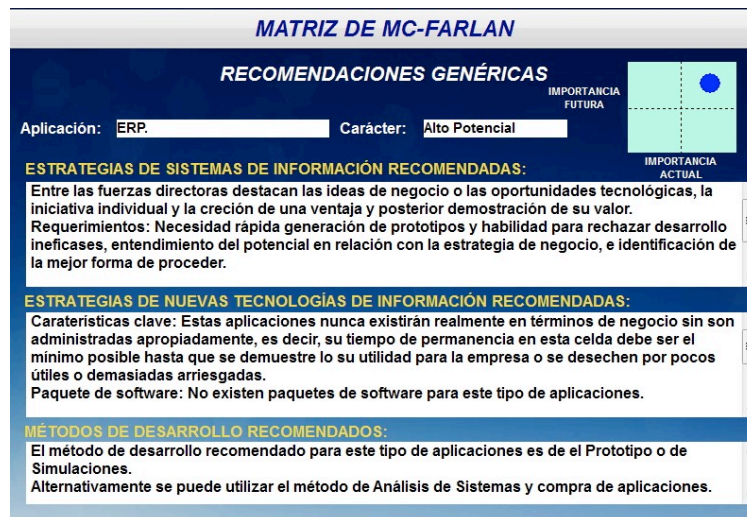 MATRIZ DE MC-FARLAN
RECOMENDACIONES GENÉRICAS
IMPORTANCIA
FUTURA
Aplicación: ERP. Carácter: Alto Potencial
IMPORTANCIA
ACTUAL
ESTRATEGIAS DE SISTEMAS DE INFORMACIÓN RECOMENDADAS:
Entre las fuerzas directoras destacan las ideas de negocio o las oportunidades tecnológicas, la
iniciativa individual y la creción de una ventaja y posterior demostración de su valor.
Requerimientos: Necesidad rápida generación de prototipos y habilidad para rechazar desarrollo
ineficases, entendimiento del potencial en relación con la estrategia de negocio, e identificación de
la mejor forma de proceder.
ESTRATEGIAS DE NUEVAS TECNOLOGÍAS DE INFORMACIÓN RECOMENDADAS:
Caraterísticas clave: Estas aplicaciones nunca existirán realmente en términos de negocio sin son
administradas apropiadamente, es decir, su tiempo de permanencia en esta celda debe ser el
mínimo posible hasta que se demuestre lo su utilidad para la empresa o se desechen por pocos
útiles o demasiadas arriesgadas.
Paquete de software: No existen paquetes de software para este tipo de aplicaciones.
MÉTODOS DE DESARROLLO RECOMENDADOS:
El método de desarrollo recomendado para este tipo de aplicaciones es de el Prototipo o de
Simulaciones.
Alternativamente se puede utilizar el método de Análisis de Sistemas y compra de aplicaciones.